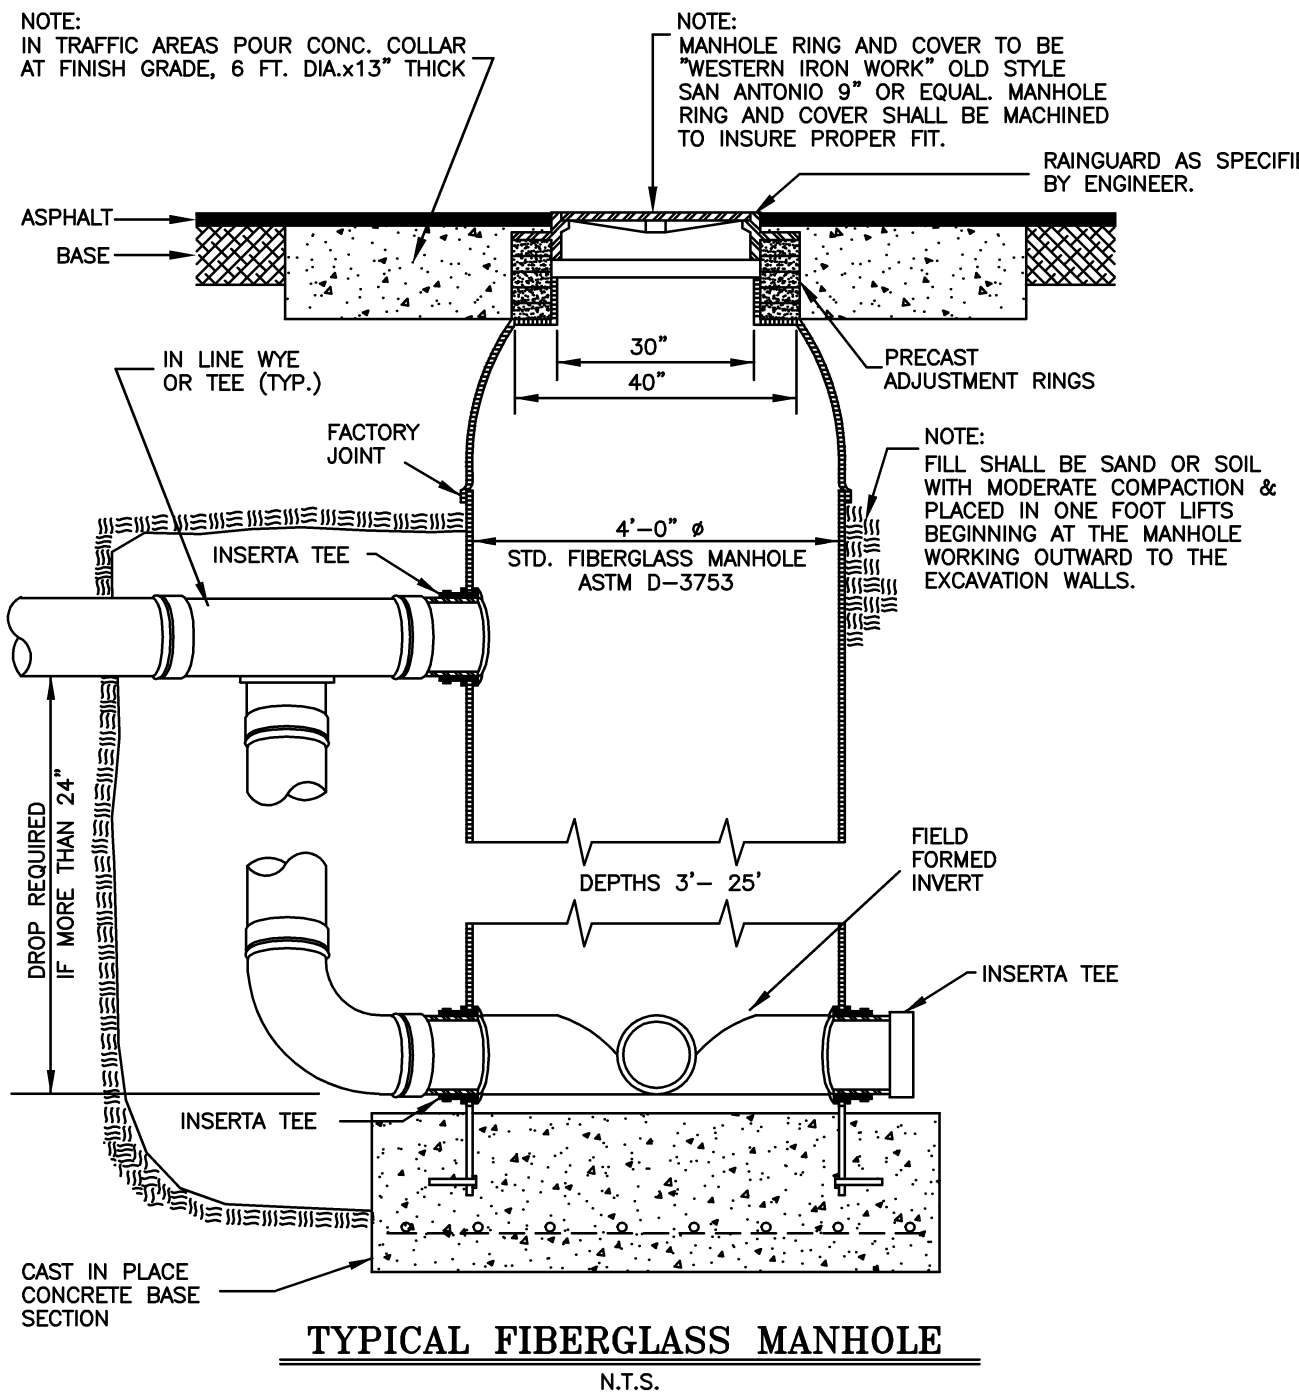 NOTE:
IN TRAFFIC AREAS POUR CONC. COLLAR
AT FINISH GRADE, 6 FT. DIA.x13" THICK
NOTE:
MANHOLE RING AND COVER TO BE
"WESTERN IRON WORK" OLD STYLE
SAN ANTONIO 9" OR EQUAL. MANHOLE
RING AND COVER SHALL BE MACHINED
TO INSURE PROPER FIT.
RAINGUARD AS
BY ENGINEER.
ASPHALT
BASE
30"
40"
IN LINE WYE
OR TEE (TYP.)
PRECAST
ADJUSTMENT RINGS
FACTORY
JOINT
NOTE:
FILL SHALL BE SAND OR SOIL
WITH MODERATE COMPACTION &
PLACED IN ONE FOOT LIFTS
BEGINNING AT THE MANHOLE
WORKING OUTWARD TO THE
EXCAVATION WALLS.
INSERTA TEE
4'-0" ø
STD. FIBERGLASS MANHOLE
ASTM D-3753
DROP REQUIRED
IF MORE THAN 24"
DEPTHS 3'- 25'
FIELD
FORMED
INVERT
INSERTA TEE
INSERTA TEE
CAST IN PLACE
CONCRETE BASE
SECTION
TYPICAL FIBERGLASS MANHOLE
N.T.S.